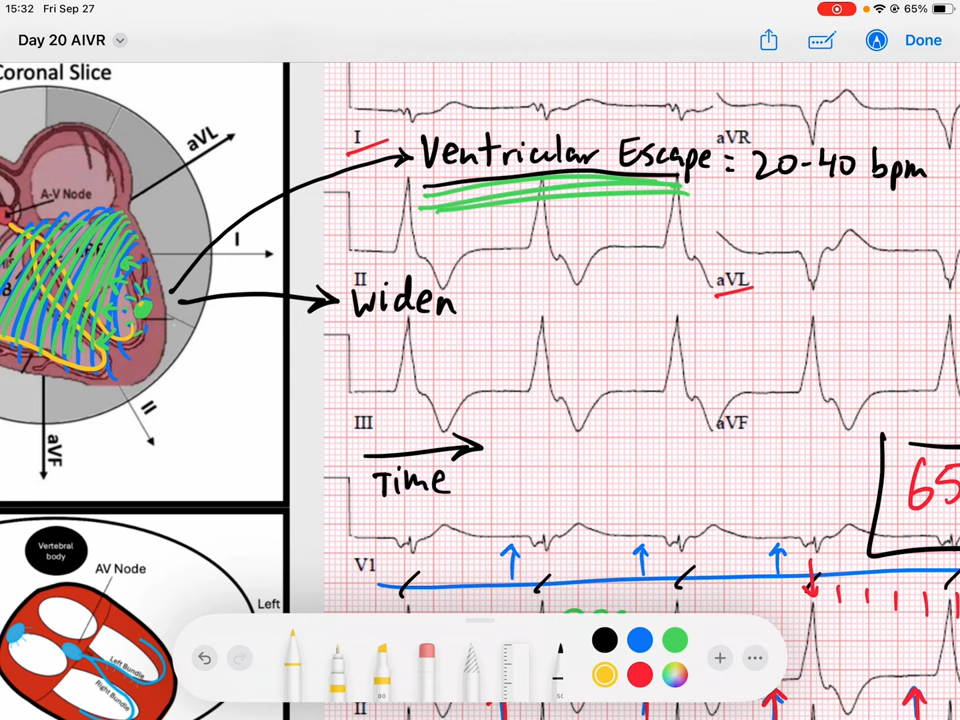 15:32 Fri Sep 27
65%
Day 20 AIVR
Done
Coronal Slice
aVL
A-V Node
I
II
aVF
I
aVR
Ventricular Escape = 20-40 bpm
II
aVL
Widen
III
aVF
Time
65
V1
Vertebral
body
AV Node
Left
Left Bundle
Right Bundle
II
80